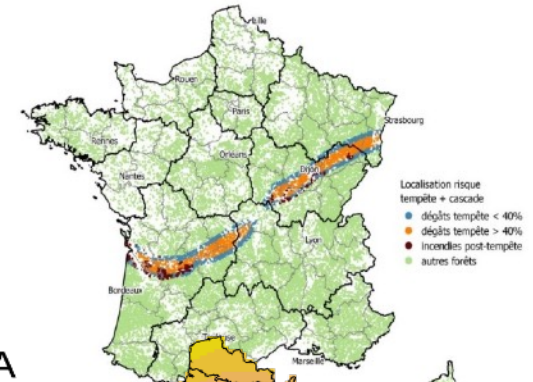 Lille
Rouen
Paris
Strasbourg
Rennes
Orléans
Dijon
Nantes
Localisation risque
tempête + cascade
dégâts tempête < 40%
dégâts tempête > 40%
incendies post-tempête
autres forêts
Lyon
Bordeaux
Marseille
A